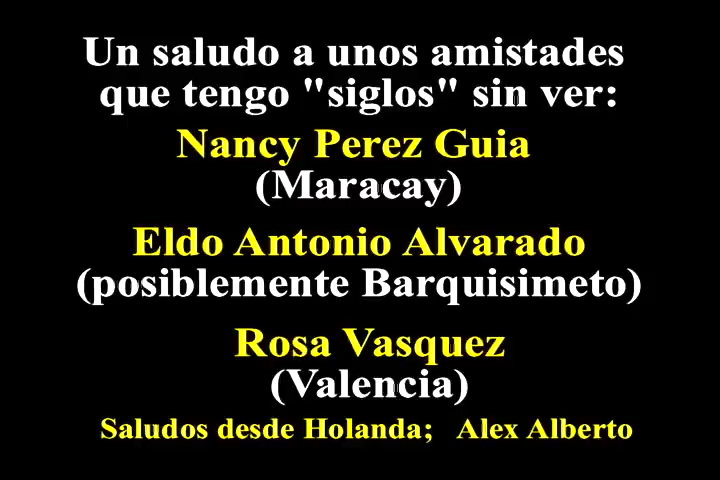 Un saludo a unos amistades
que tengo "siglos" sin ver:
Nancy Perez Guia
(Maracay)
Eldo Antonio Alvarado
(posiblemente Barquisimeto)
Rosa Vasquez
(Valencia)
Saludos desde Holanda; Alex Alberto